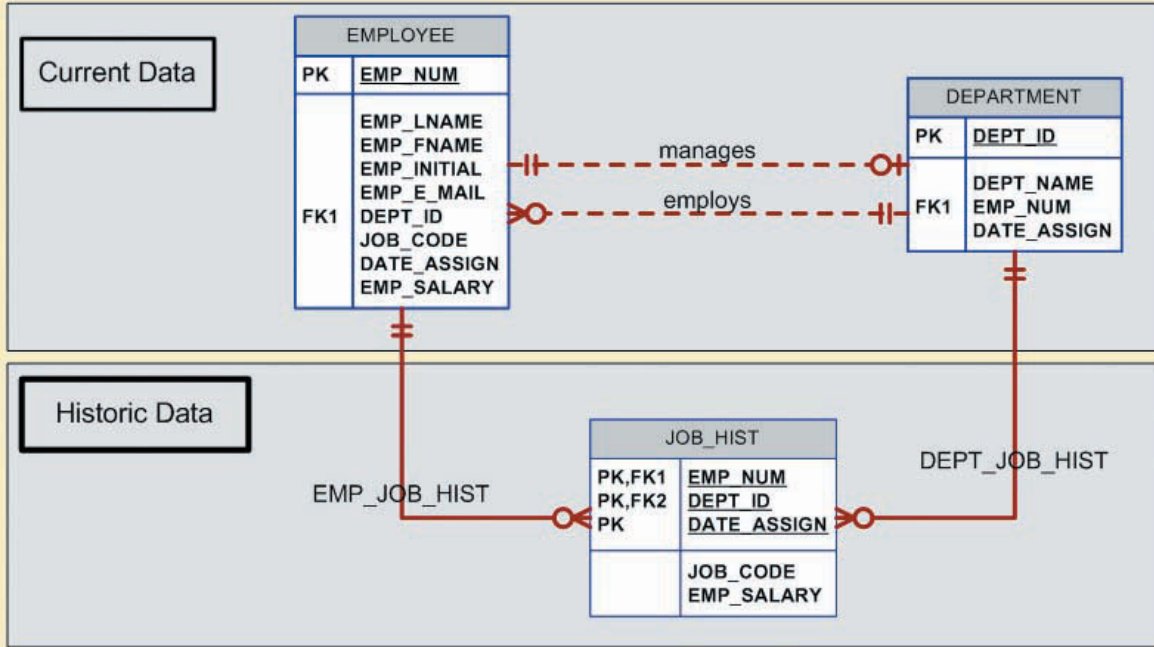 Current Data
EMPLOYEE
PK EMP_NUM
EMP_LNAME
EMP_FNAME
EMP_INITIAL
EMP_E_MAIL
FK1 DEPT_ID
JOB_CODE
DATE_ASSIGN
EMP_SALARY
manages
employs
DEPARTMENT
PK DEPT_ID
DEPT_NAME
FK1 EMP_NUM
DATE_ASSIGN
Historic Data
EMP_JOB_HIST
JOB_HIST
PK,FK1 EMP_NUM
PK,FK2 DEPT_ID
PK DATE_ASSIGN
JOB_CODE
EMP_SALARY
DEPT_JOB_HIST